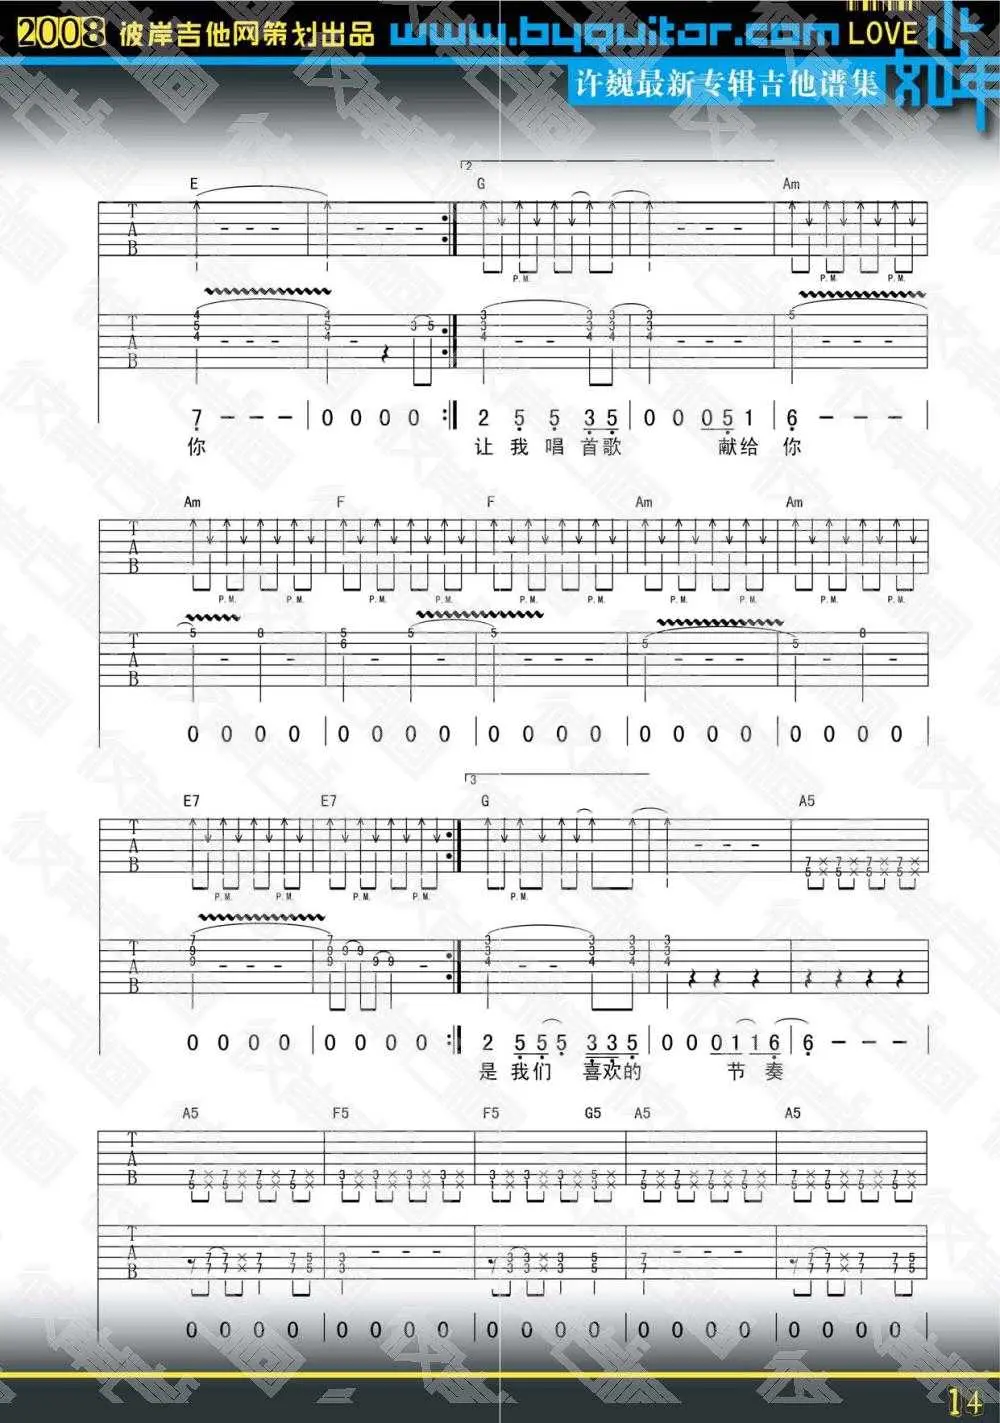 2008 彼岸吉他网策划出品 www.byguitar.com LOVE
许巍最新专辑吉他谱集
2
E G Am
T A B
P.M. P.M. P.M.
T A B
7 - - - 0 0 0 0 2 5 5 3 5 0 0 0 5 1 6 - - -
你 让 我 唱 首歌 献给 你
Am F F Am Am
T A B
P.M. P.M. P.M. P.M. P.M. P.M. P.M. P.M. P.M. P.M.
T A B
0 0 0 0 0 0 0 0 0 0 0 0 0 0 0 0 0 0 0 0
3
E7 E7 G A5
T A B
P.M. P.M. P.M. P.M. P.M.
T A B
0 0 0 0 0 0 0 0 2 5 5 5 3 3 5 0 0 0 1 1 6 6 - - -
是 我们 喜欢的 节 奏
A5 F5 F5 G5 A5 A5
T A B
T A B
0 0 0 0 0 0 0 0 0 0 0 0 0 0 0 0 0 0 0 0
14